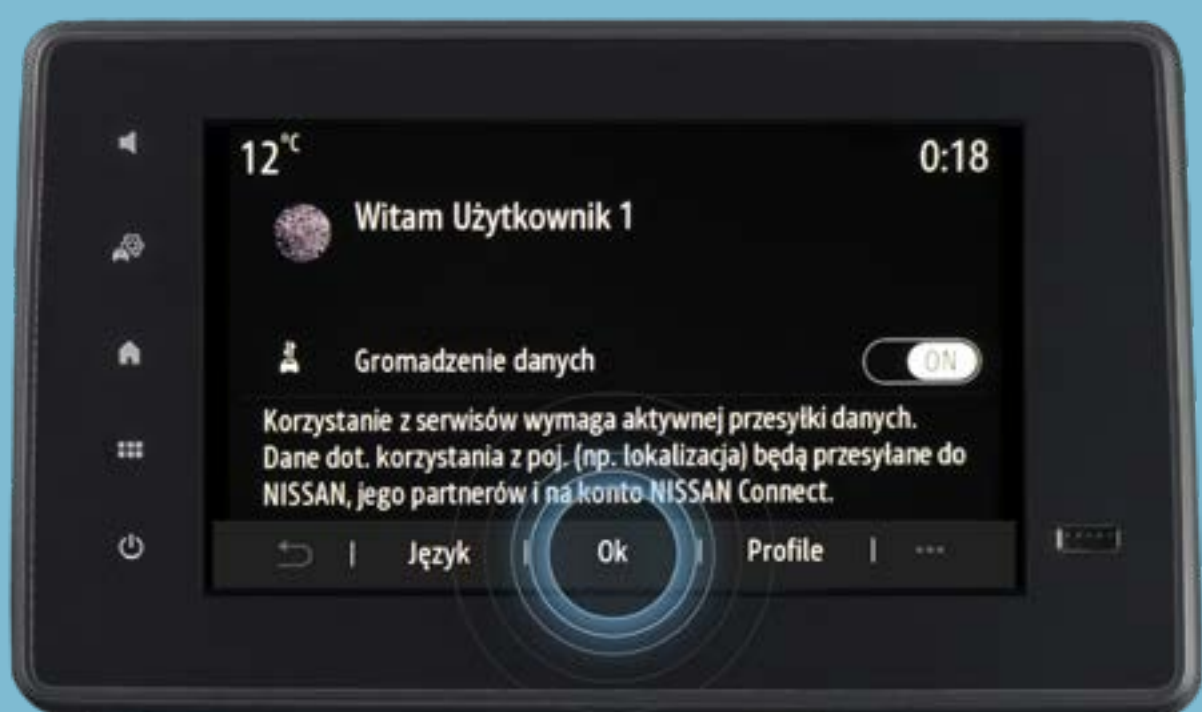 12°C
0:18
Witam Użytkownik 1
Gromadzenie danych
ON
Korzystanie z serwisów wymaga aktywnej przesyłki danych.
Dane dot. korzystania z poj. (np. lokalizacja) będą przesyłane do
NISSAN, jego partnerów i na konto NISSAN Connect.
Język
Ok
Profile